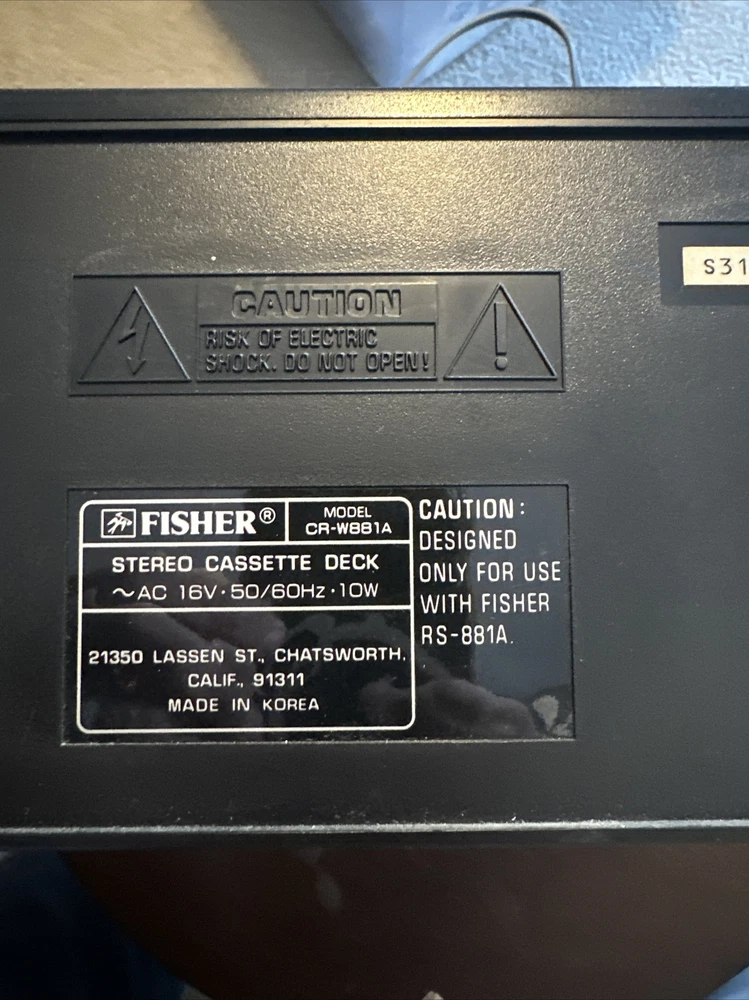 S31
CAUTION
RISK OF ELECTRIC
SHOCK. DO NOT OPEN!
FISHER®
MODEL
CR-W881A
STEREO CASSETTE DECK
~AC 16V·50/60Hz·10W
21350 LASSEN ST., CHATSWORTH,
CALIF., 91311
MADE IN KOREA
CAUTION:
DESIGNED
ONLY FOR USE
WITH FISHER
RS-881A.